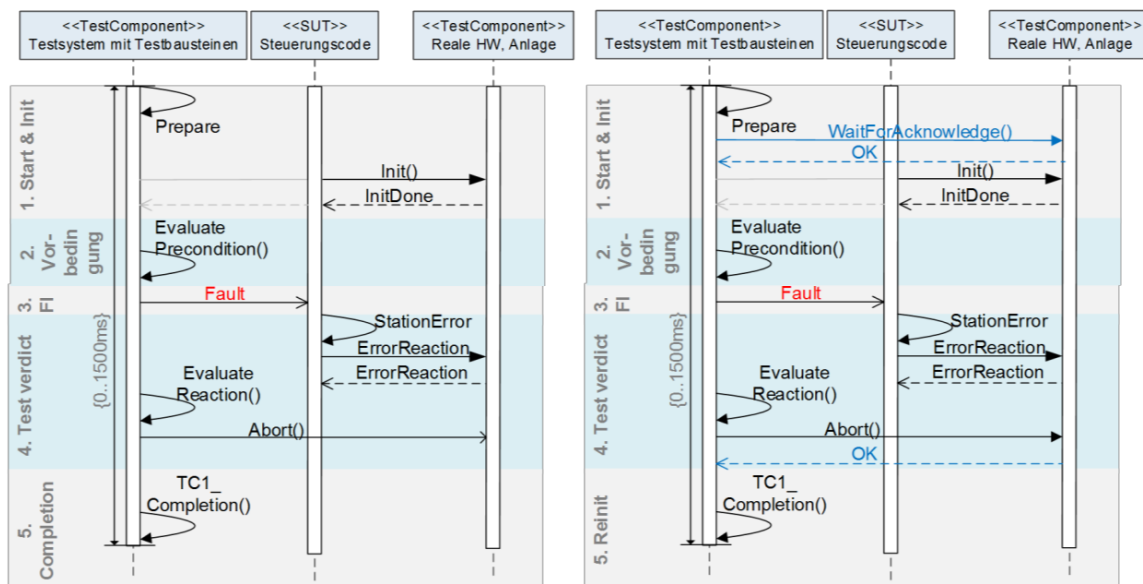 <<TestComponent>>
Testsystem mit Testbausteinen
<<SUT>>
Steuerungscode
<<TestComponent>>
Reale HW, Anlage
1. Start & Init
Prepare
Init()
InitDone
2.
Vor-
bedin
gung
Evaluate
Precondition()
3.
FI
Fault
{0..1500ms}
4. Test verdict
StationError
ErrorReaction
ErrorReaction
Evaluate
Reaction()
Abort()
5.
Completion
TC1_
Completion()
<<TestComponent>>
Testsystem mit Testbausteinen
<<SUT>>
Steuerungscode
<<TestComponent>>
Reale HW, Anlage
1. Start & Init
Prepare
WaitForAcknowledge()
OK
Init()
InitDone
2.
Vor-
bedin
gung
Evaluate
Precondition()
3.
FI
Fault
{0..1500ms}
4. Test verdict
StationError
ErrorReaction
ErrorReaction
Evaluate
Reaction()
Abort()
OK
5. Reinit
TC1_
Completion()